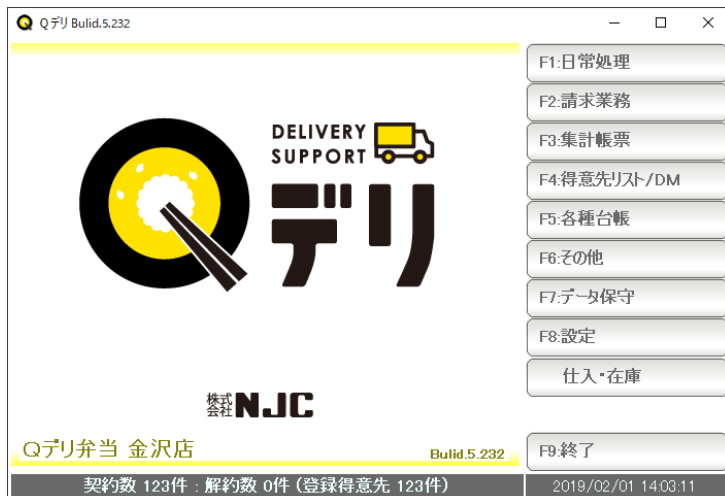 Qデリ Bulid.5.232
DELIVERY
SUPPORT
デリ
株式会社NJC
Qデリ弁当 金沢店
Bulid.5.232
F1:日常処理
F2:請求業務
F3:集計帳票
F4:得意先リスト/DM
F5:各種台帳
F6:その他
F7:データ保守
F8:設定
仕入・在庫
F9:終了
契約数 123件 : 解約数 0件 (登録得意先 123件)
2019/02/01 14:03:11